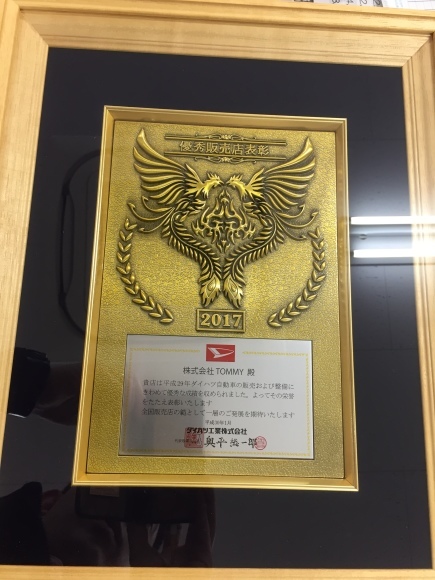 優秀販売店表彰
2017
株式会社TOMMY 殿
貴店は平成29年ダイハツ自動車の販売および整備に
きわめて優秀な成績を収められました。よってその栄誉
をたたえ表彰いたします
全国販売店の範として一層のご発展を期待いたします
平成30年1月
ダイハツ工業株式会社
奥平
一郎